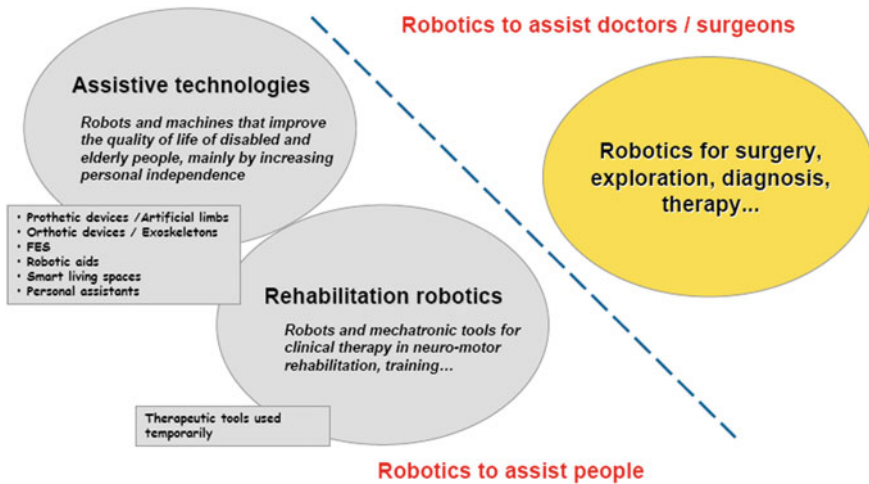 Robotics to assist doctors / surgeons
Assistive technologies
Robots and machines that improve
the quality of life of disabled and
elderly people, mainly by increasing
personal independence
• Prothetic devices /Artificial limbs
• Orthotic devices / Exoskeletons
• FES
• Robotic aids
• Smart living spaces
• Personal assistants
Robotics for surgery,
exploration, diagnosis,
therapy...
Rehabilitation robotics
Robots and mechatronic tools for
clinical therapy in neuro-motor
rehabilitation, training…
Therapeutic tools used
temporarily
Robotics to assist people